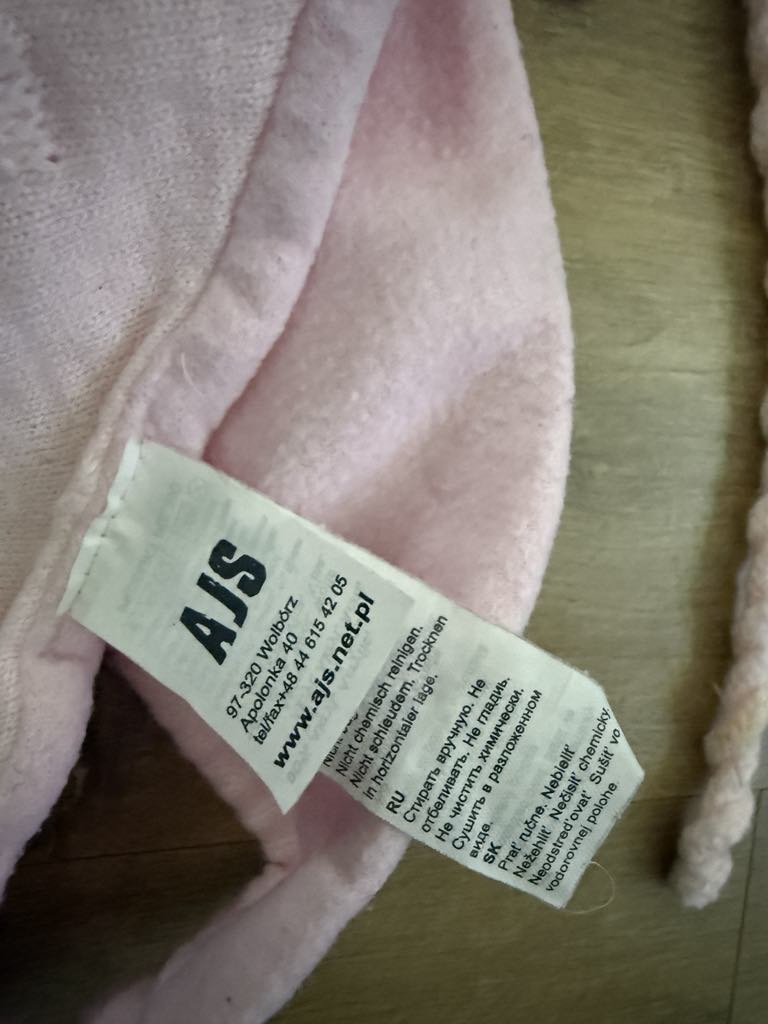 AJS
97-320 Wolbórz
Apolonka 40
tel/fax+48 44 615 42 05
www.ajs.net.pl
Nicht chemisch reinigen.
Nicht schleudern. Trocknen
in horizontaler lage.
RU
Стирать вручную. Не
отбеливать. Не гладиь.
Не чистить химически.
Сушить в разложенном
виде.
SK
Prať ručne. Nebieliť
Nežehliť Nečisiť chemicky.
Neodstreďovať Sušiť vo
vodorovnej polohe